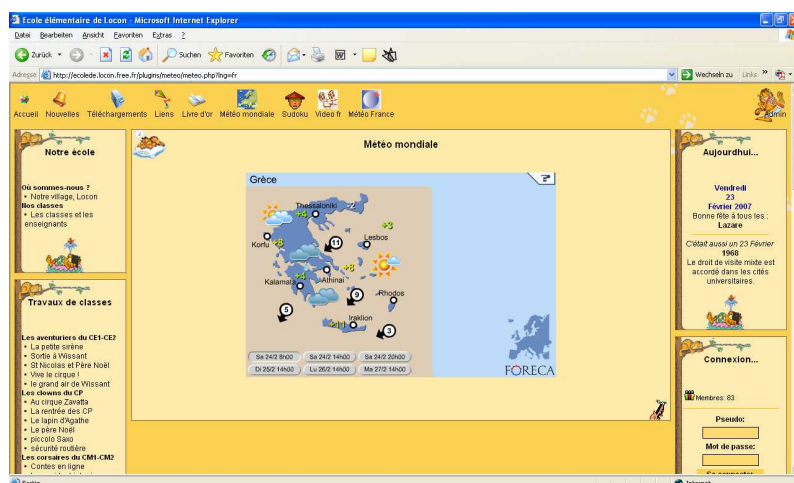 Ecole élémentaire de Locon - Microsoft Internet Explorer
Datei Bearbeiten Ansicht Favoriten Extras ?
Zurück Suchen Favoriten
Adresse http://ecolede.locon.free.fr/plugins/meteo/meteo.php?lng=fr Wechseln zu Links
Accueil Nouvelles Téléchargements Liens Livre d'or Météo mondiale Sudoku Video fr Météo France
Admin
Notre école
Où sommes-nous ?
Notre village, Locon
Nos classes
Les classes et les
enseignants
Travaux de classes
Les aventuriers du CE1-CE2
La petite sirène
Sortie à Wissant
St Nicolas et Père Noël
Vive le cirque !
le grand air de Wissant
Les clowns du CP
Au cirque Zavatta
La rentrée des CP
Le lapin d'Agathe
Le père Noël
piccolo Saxo
sécurité routière
Les corsaires du CM1-CM2
Contes en ligne
Météo mondiale
Grèce
?
Thessaloniki
-2
+4
+3
Korfu
+8
11
Lesbos
+4
+8
Kalamata
Athinai
9
Rhodos
5
Iraklion
+11
3
Sa 24/2 8h00 Sa 24/2 14h00 Sa 24/2 20h00
Di 25/2 14h00 Lu 26/2 14h00 Ma 27/2 14h00
FORECA
Aujourdhui...
Vendredi
23
Février 2007
Bonne fête à tous les :
Lazare
C'était aussi un 23 Février
1968
Le droit de visite mixte est
accordé dans les cités
universitaires.
Connexion...
Membres: 83
Pseudo:
Mot de passe:
Se connecter
Internet